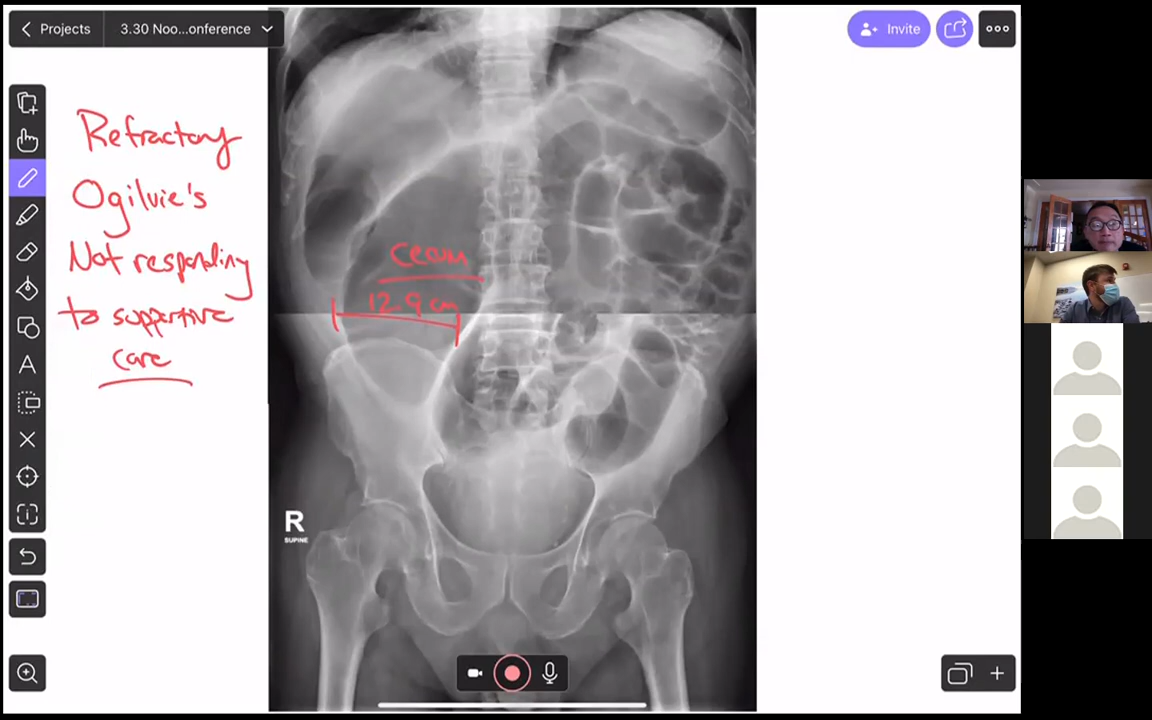 Projects
3.30 Noo...onference
Invite
Refractory
Ogilvie's
Not responding
to supportive
care
cecum
12.9 cm
A
R
SUPINE